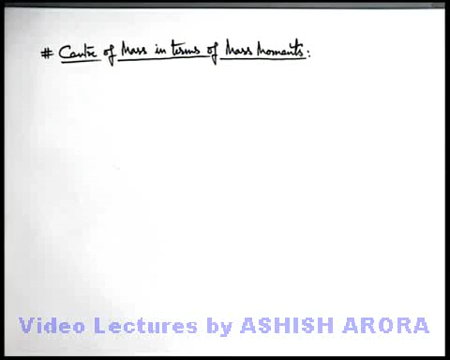 # Centre of Mass in terms of Mass Moments:
Video Lectures by ASHISH ARORA